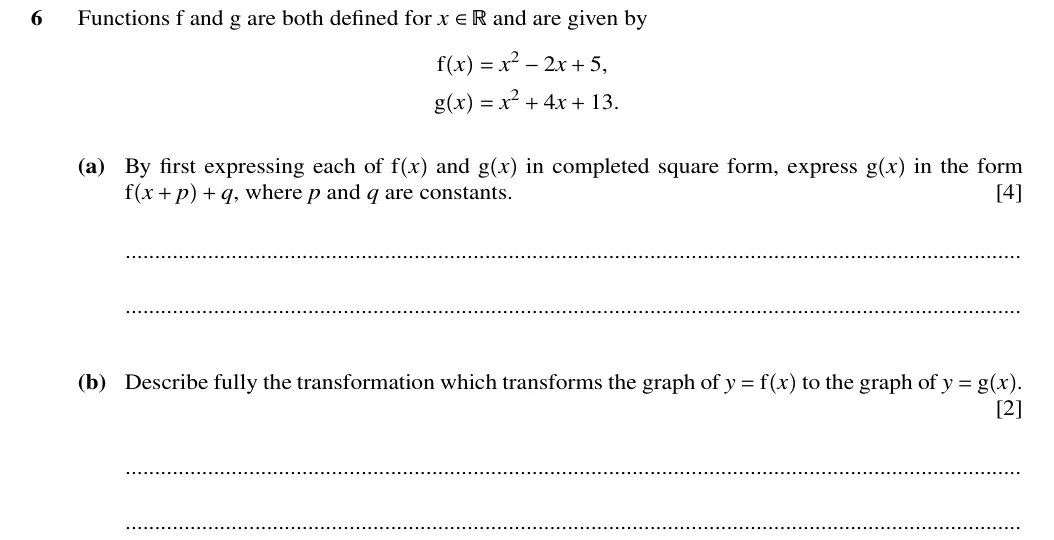 6 Functions f and g are both defined for x ∈ ℝ and are given by
f(x) = x² − 2x + 5,
g(x) = x² + 4x + 13.
(a) By first expressing each of f(x) and g(x) in completed square form, express g(x) in the form
f(x + p) + q, where p and q are constants. [4]
(b) Describe fully the transformation which transforms the graph of y = f(x) to the graph of y = g(x).
[2]